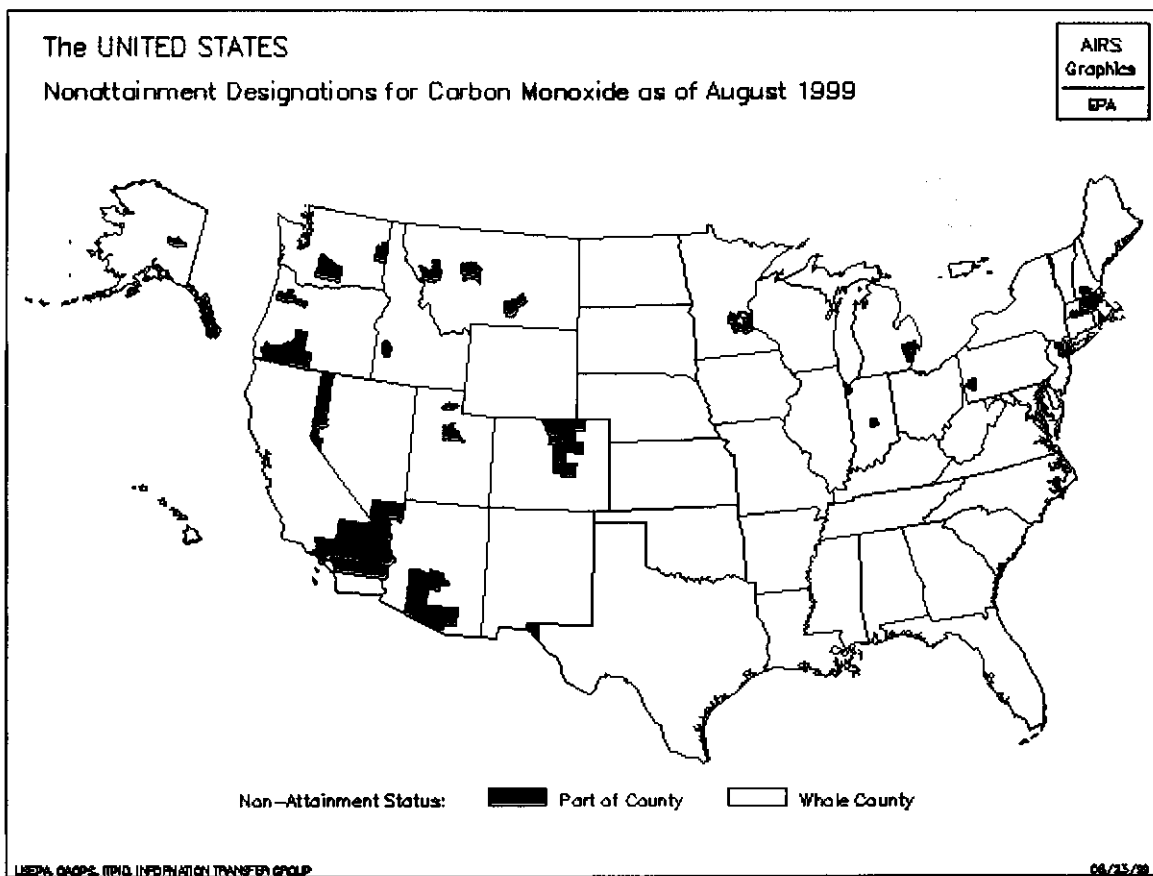 The UNITED STATES
Nonattainment Designations for Carbon Monoxide as of August 1999
AIRS
Graphics
EPA
Non-Attainment Status:
Part of County
Whole County
USEPA, OAQPS, ITPID, INFORMATION TRANSFER GROUP